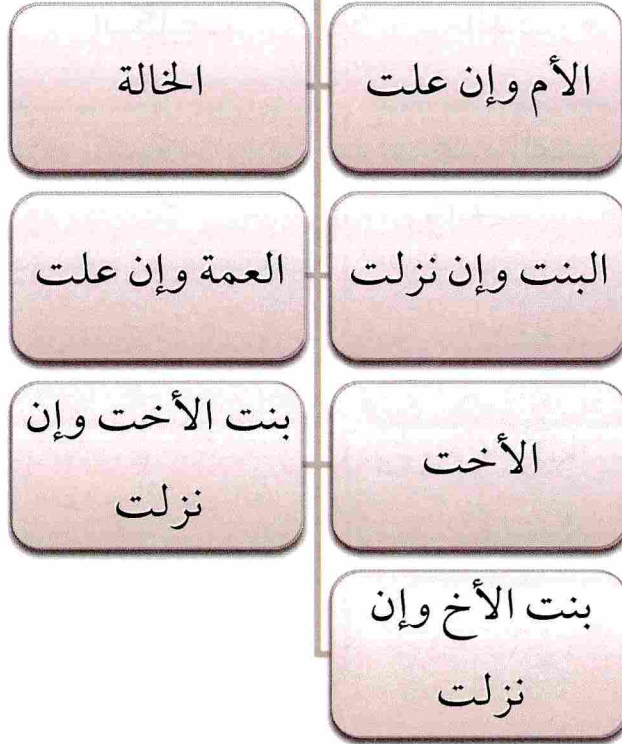 الأم وإن علت
الخالة
البنت وإن نزلت
العمة وإن علت
الأخت
بنت الأخت وإن
نزلت
بنت الأخ وإن
نزلت